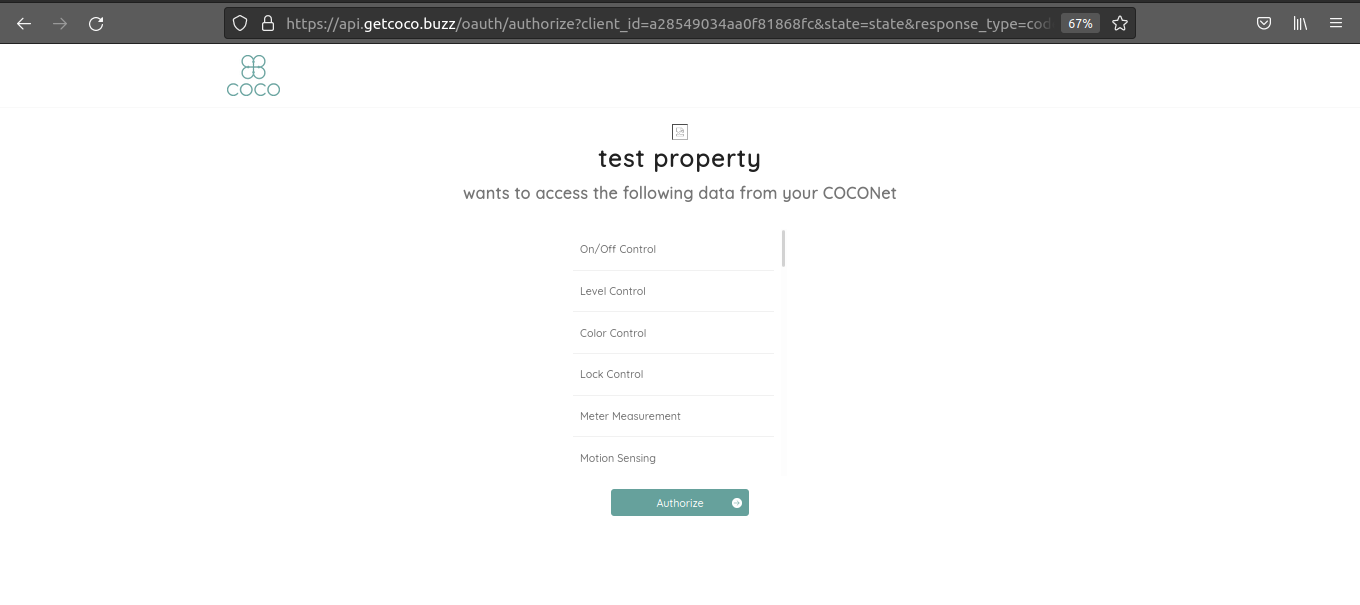 https://api.getcoco.buzz/oauth/authorize?client_id=a28549034aa0f81868fc&state=state&response_type=cod
67%
COCO
test property
wants to access the following data from your COCONet
On/Off Control
Level Control
Color Control
Lock Control
Meter Measurement
Motion Sensing
Authorize